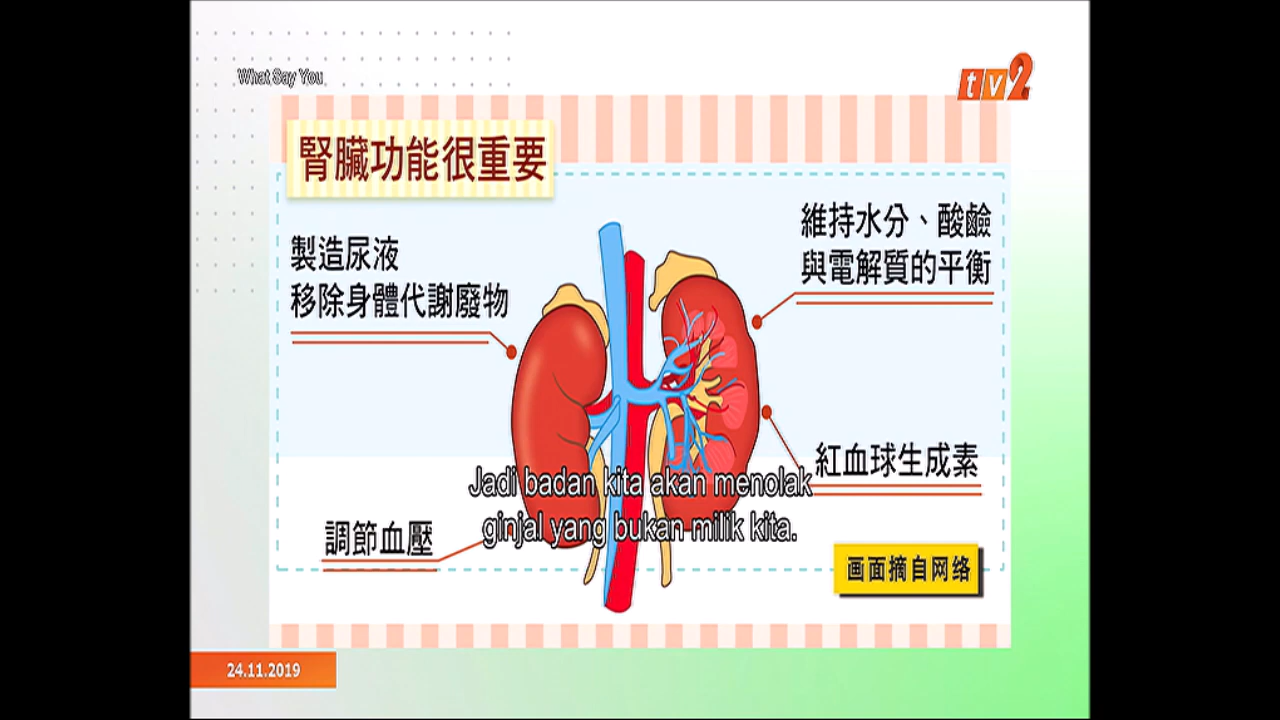 What Say You
tv2
腎臟功能很重要
製造尿液
移除身體代謝廢物
維持水分、酸鹼
與電解質的平衡
紅血球生成素
Jadi badan kita akan menolak
ginjal yang bukan milik kita.
調節血壓
画面摘自网络
24.11.2019